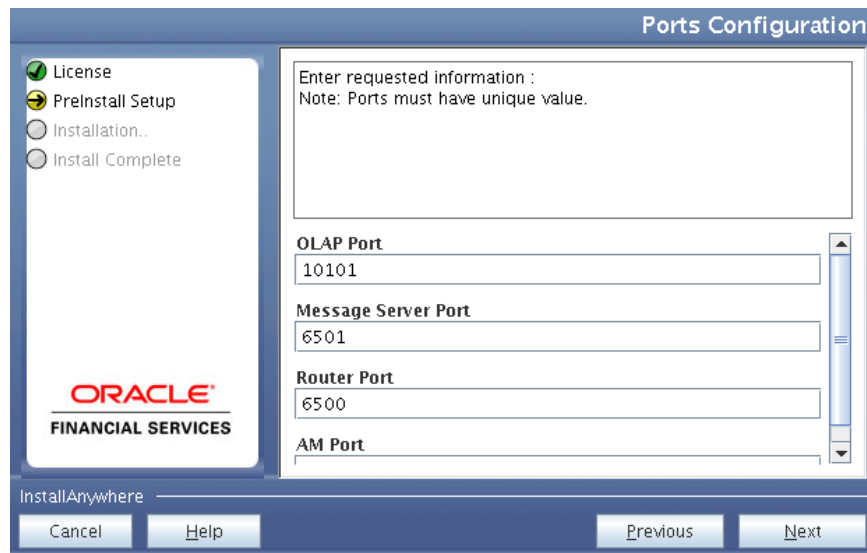 Ports Configuration
License
PreInstall Setup
Installation..
Install Complete
ORACLE'
FINANCIAL SERVICES
Enter requested information :
Note: Ports must have unique value.
OLAP Port
10101
Message Server Port
6501
Router Port
6500
AM Port
InstallAnywhere
Cancel
Help
Previous
Next